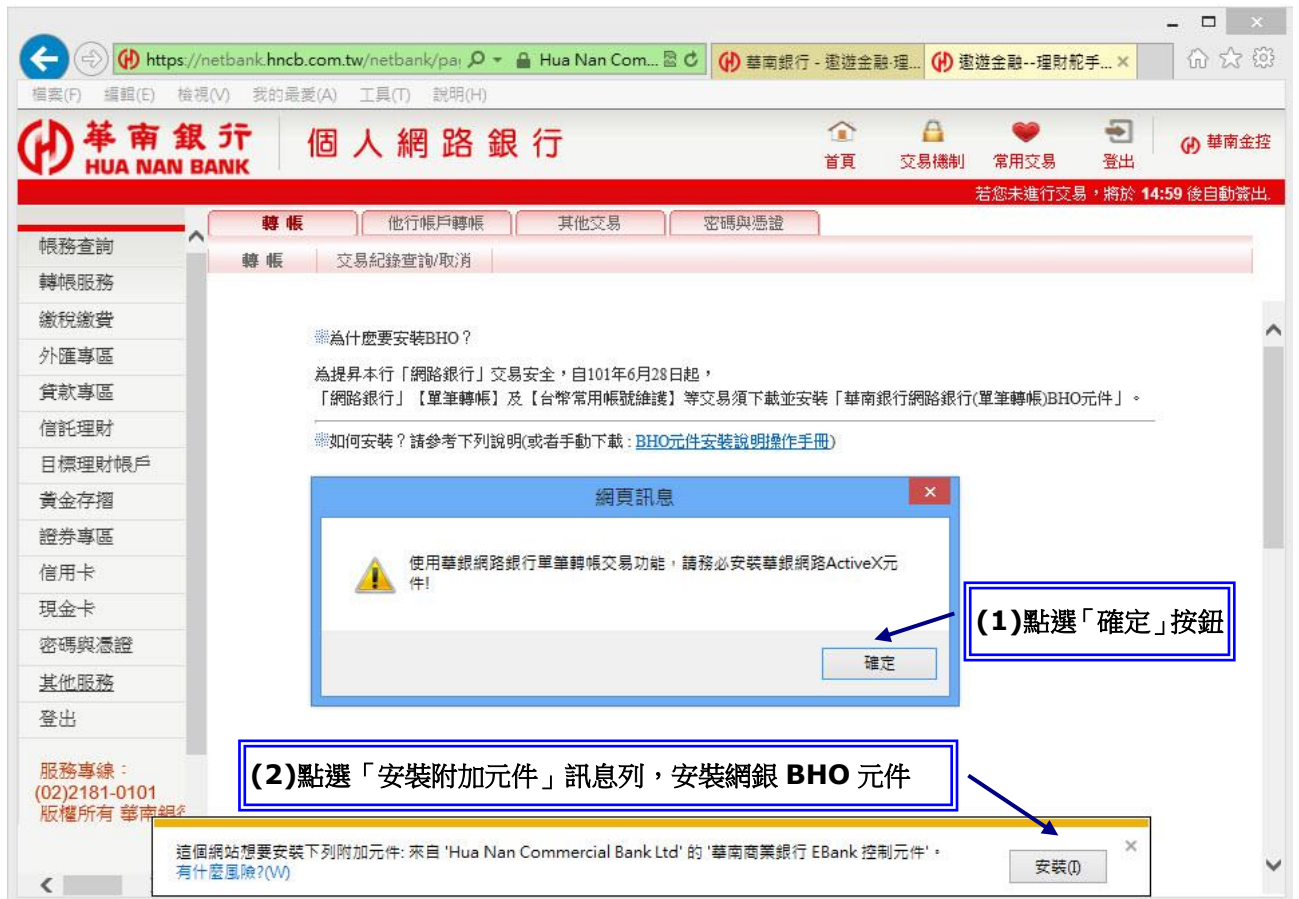 https://netbank.hncb.com.tw/netbank/pa Hua Nan Com... 華南銀行 - 遨遊金融‧理... 遨遊金融--理財舵手...
檔案(F) 編輯(E) 檢視(V) 我的最愛(A) 工具(T) 說明(H)
華南銀行 個人網路銀行
HUA NAN BANK
首頁 交易機制 常用交易 登出 華南金控
若您未進行交易，將於 14:59 後自動簽出.
轉帳 他行帳戶轉帳 其他交易 密碼與憑證
轉帳 交易紀錄查詢/取消
帳務查詢
轉帳服務
繳稅繳費
外匯專區
貸款專區
信託理財
目標理財帳戶
黃金存摺
證券專區
信用卡
現金卡
密碼與憑證
其他服務
登出
服務專線：
(02)2181-0101
版權所有 華南銀行
※為什麼要安裝BHO？
為提昇本行「網路銀行」交易安全，自101年6月28日起，
「網路銀行」【單筆轉帳】及【台幣常用帳號維護】等交易須下載並安裝「華南銀行網路銀行(單筆轉帳)BHO元件」。
※如何安裝？請參考下列說明(或者手動下載 : BHO元件安裝說明操作手冊)
網頁訊息
使用華銀網路銀行單筆轉帳交易功能，請務必安裝華銀網路ActiveX元
件!
確定
(1)點選「確定」按鈕
(2)點選「安裝附加元件」訊息列，安裝網銀 BHO 元件
這個網站想要安裝下列附加元件: 來自 'Hua Nan Commercial Bank Ltd' 的 '華南商業銀行 EBank 控制元件'。
有什麼風險?(W)
安裝(I)